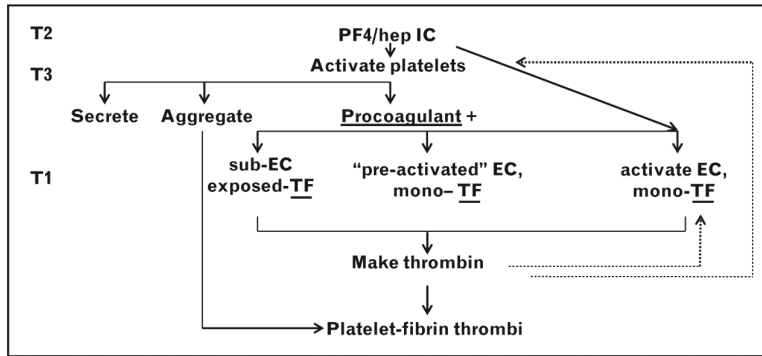 T2 PF4/hep IC
T3 Activate platelets
Secrete Aggregate Procoagulant +
T1
sub-EC
exposed-TF
“pre-activated” EC,
mono– TF
activate EC,
mono-TF
Make thrombin
Platelet-fibrin thrombi